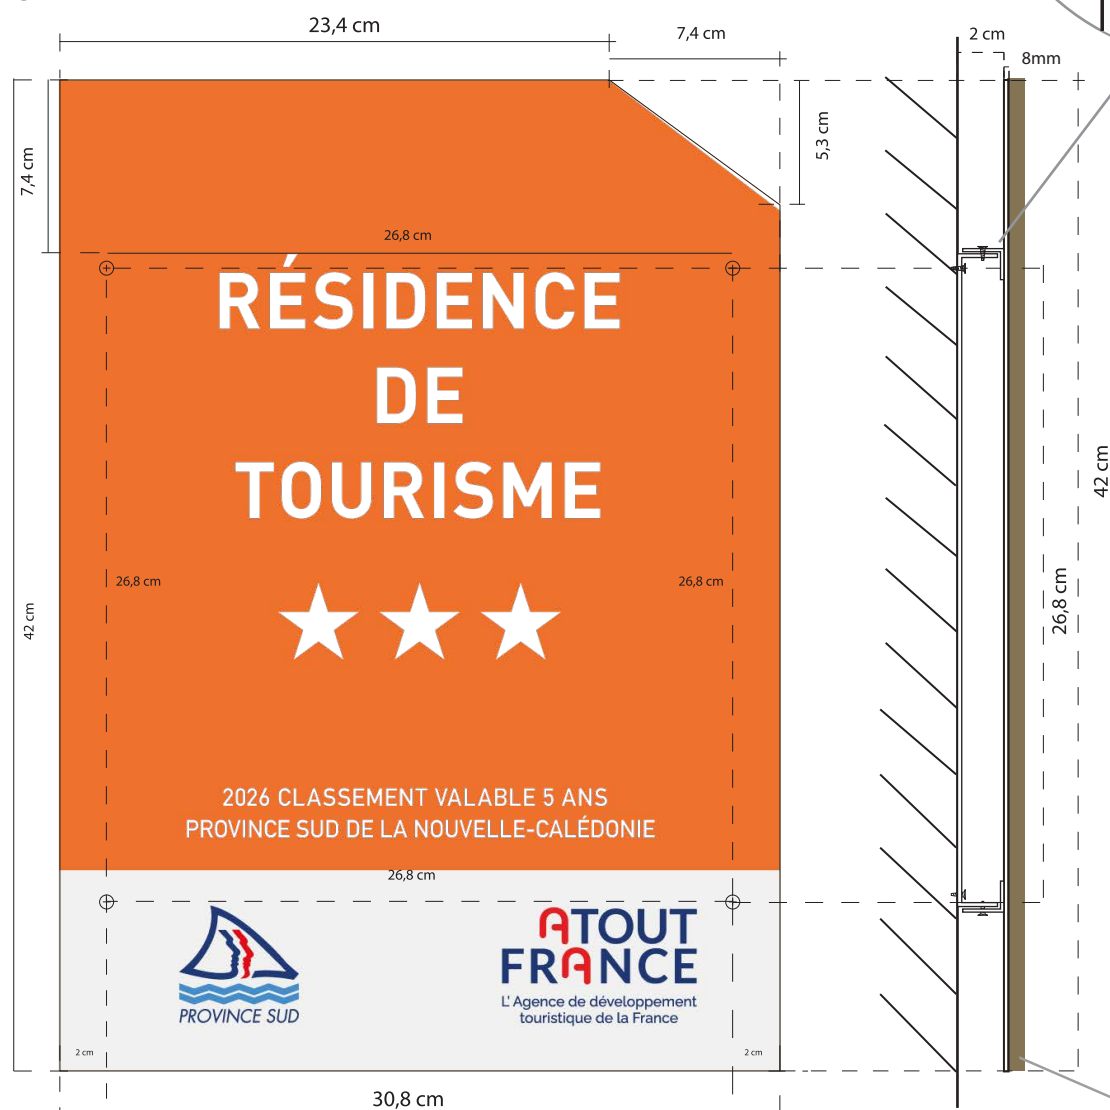 23,4 cm
7,4 cm
2 cm
8mm
5,3 cm
7,4 cm
26,8 cm
RÉSIDENCE
DE
TOURISME
26,8 cm
26,8 cm
42 cm
42 cm
26,8 cm
2026 CLASSEMENT VALABLE 5 ANS
PROVINCE SUD DE LA NOUVELLE-CALÉDONIE
26,8 cm
PROVINCE SUD
ATOUT
FRANCE
L'Agence de développement
touristique de la France
2 cm
2 cm
30,8 cm